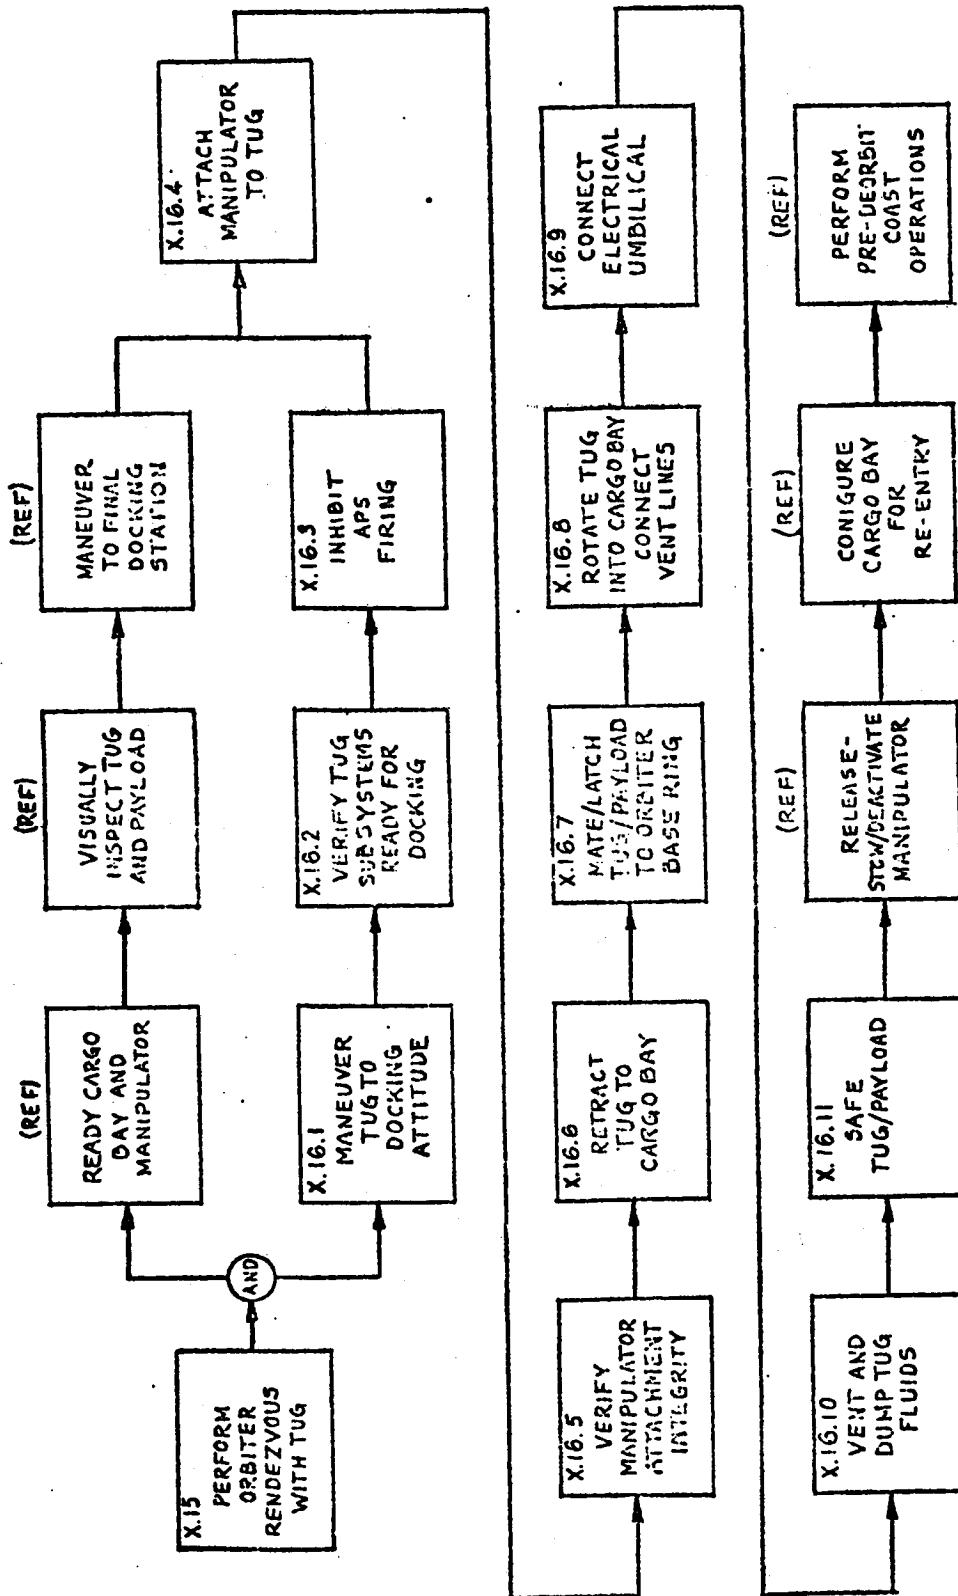 X.15
PERFORM
ORBITER
RENDEZVOUS
WITH TUG
AND
(REF)
READY CARGO
BAY AND
MANIPULATOR
(REF)
VISUALLY
INSPECT TUG
AND PAYLOAD
(REF)
MANEUVER
TO FINAL
DOCKING
STATION
X.16.1
MANEUVER
TUG TO
DOCKING
ATTITUDE
X.16.2
VERIFY TUG
SUBSYSTEMS
READY FOR
DOCKING
X.16.3
INHIBIT
APS
FIRING
X.16.4
ATTACH
MANIPULATOR
TO TUG
X.16.5
VERIFY
MANIPULATOR
ATTACHMENT
INTEGRITY
X.16.6
RETRACT
TUG TO
CARGO BAY
X.16.7
MATE/LATCH
TUG/PAYLOAD
TO ORBITER
BASE RING
X.16.8
ROTATE TUG
INTO CARGO BAY
CONNECT
VENT LINES
X.16.9
CONNECT
ELECTRICAL
UMBILICAL
X.16.10
VENT AND
DUMP TUG
FLUIDS
X.16.11
SAFE
TUG/PAYLOAD
(REF)
RELEASE-
STOW/DEACTIVATE
MANIPULATOR
(REF)
CONIGURE
CARGO BAY
FOR
RE-ENTRY
(REF)
PERFORM
PRE-DEORBIT
COAST
OPERATIONS